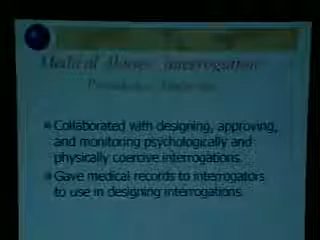 Medical Abuses, interrogations
Collaborated with designing, approving,
and monitoring psychologically and
physically coercive interrogations.
Gave medical records to interrogators
to use in designing interrogations